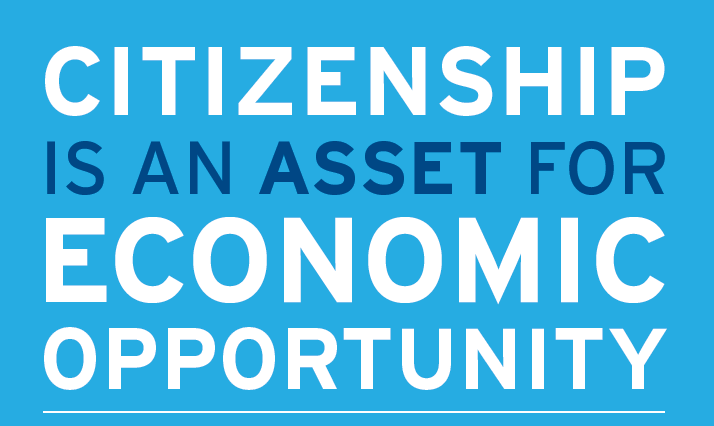 CITIZENSHIP
IS AN ASSET FOR
ECONOMIC
OPPORTUNITY